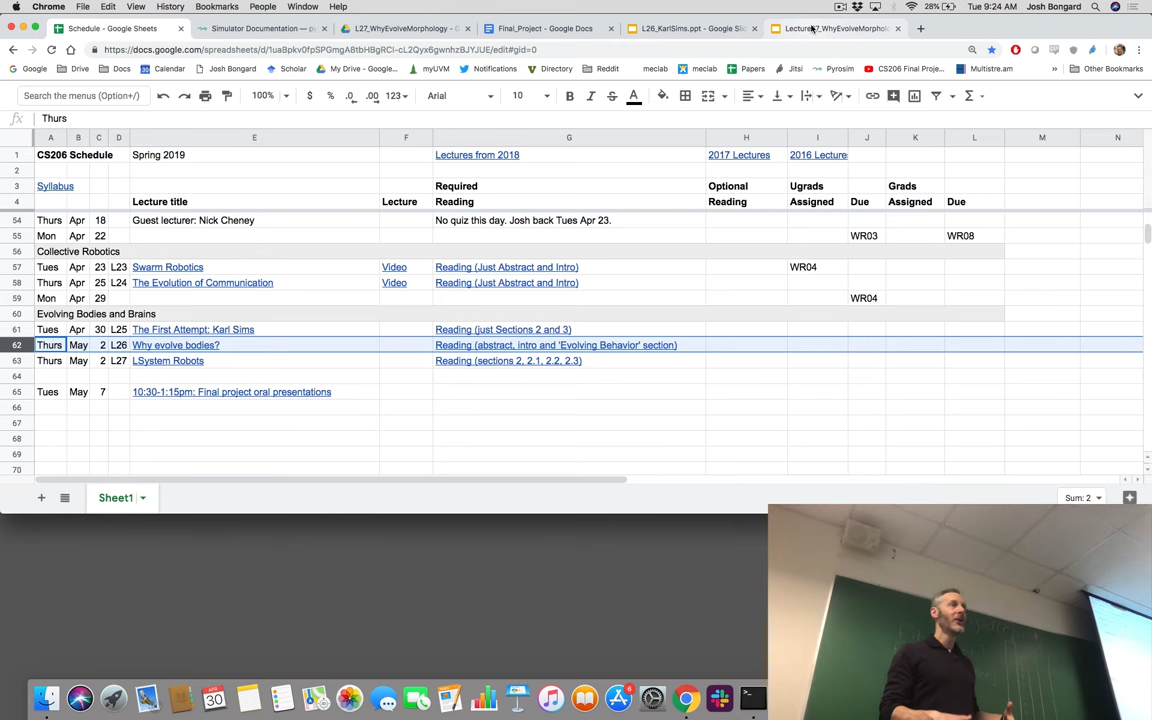 Chrome File Edit View History Bookmarks People Window Help 28% Tue 9:24 AM Josh Bongard
Schedule - Google Sheets Simulator Documentation — L27_WhyEvolveMorphology - Final_Project - Google Docs L26_KarlSims.ppt - Google
https://docs.google.com/spreadsheets/d/1uaBpkv0fzSPGmgA8tbHBgRCl-cL2Qyx6gwnhzBJYJUE/edit#gid=0
Google Drive Calendar Josh Bongard Scholar My Drive - Google... myUVM Notifications Directory Reddit meclab meclab Papers Jitsi Pyrosim CS206 Final Proje... Multistre.am » Other Bookmarks
Search the menus (Option+/) 100% $ % .0 .00 123 Arial 10 B I S A Σ
fx Thurs
A B C D E F G H I J K L M N
1 CS206 Schedule Spring 2019 Lectures from 2018 2017 Lectures 2016 Lecture
2
3 Syllabus Required Optional Ugrads Grads
4 Lecture title Lecture Reading Reading Assigned Due Assigned Due
54 Thurs Apr 18 Guest lecturer: Nick Cheney No quiz this day. Josh back Tues Apr 23.
55 Mon Apr 22 WR03 WR08
56 Collective Robotics
57 Tues Apr 23 L23 Swarm Robotics Video Reading (Just Abstract and Intro) WR04
58 Thurs Apr 25 L24 The Evolution of Communication Video Reading (Just Abstract and Intro)
59 Mon Apr 29 WR04
60 Evolving Bodies and Brains
61 Tues Apr 30 L25 The First Attempt: Karl Sims Reading (just Sections 2 and 3)
62 Thurs May 2 L26 Why evolve bodies? Reading (abstract, intro and 'Evolving Behavior' section)
63 Thurs May 2 L27 LSystem Robots Reading (sections 2, 2.1, 2.2, 2.3)
64
65 Tues May 7 10:30-1:15pm: Final project oral presentations
66
67
68
69
70
Sheet1 Sum: 2
APR 30 6